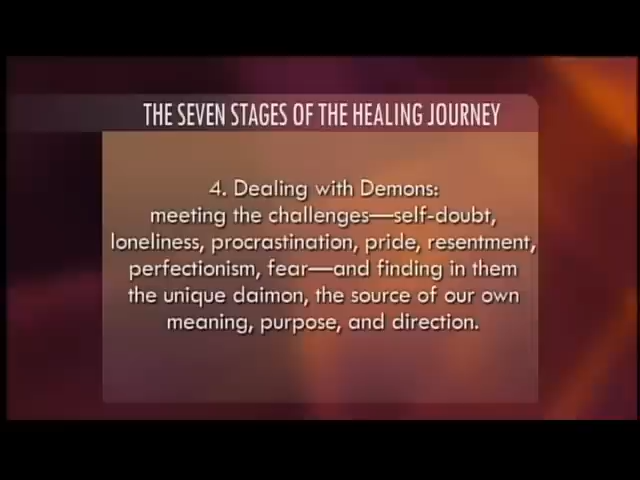 THE SEVEN STAGES OF THE HEALING JOURNEY
4. Dealing with Demons:
meeting the challenges—self-doubt,
loneliness, procrastination, pride, resentment,
perfectionism, fear—and finding in them
the unique daimon, the source of our own
meaning, purpose, and direction.